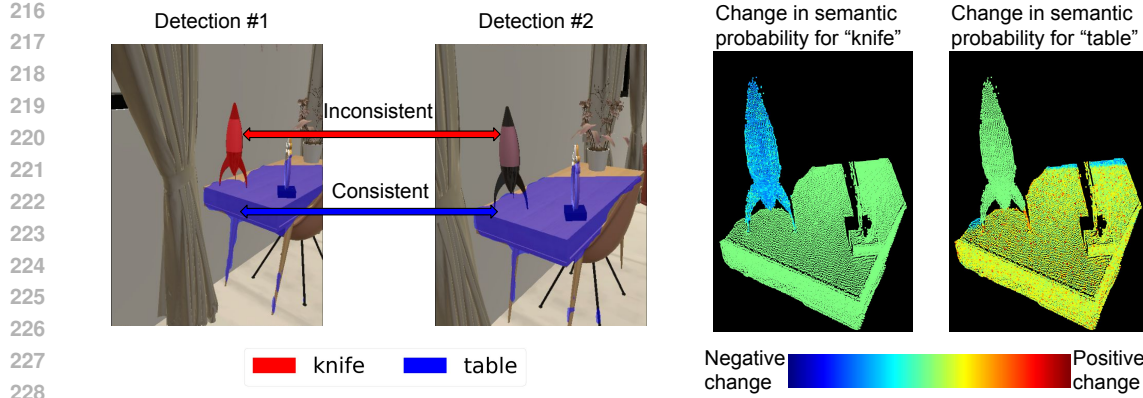 216
217
218
219
220
221
222
223
224
225
226
227
228
Detection #1
Detection #2
Inconsistent
Consistent
knife
table
Change in semantic
probability for “knife”
Change in semantic
probability for “table”
Negative
change
Positive
change